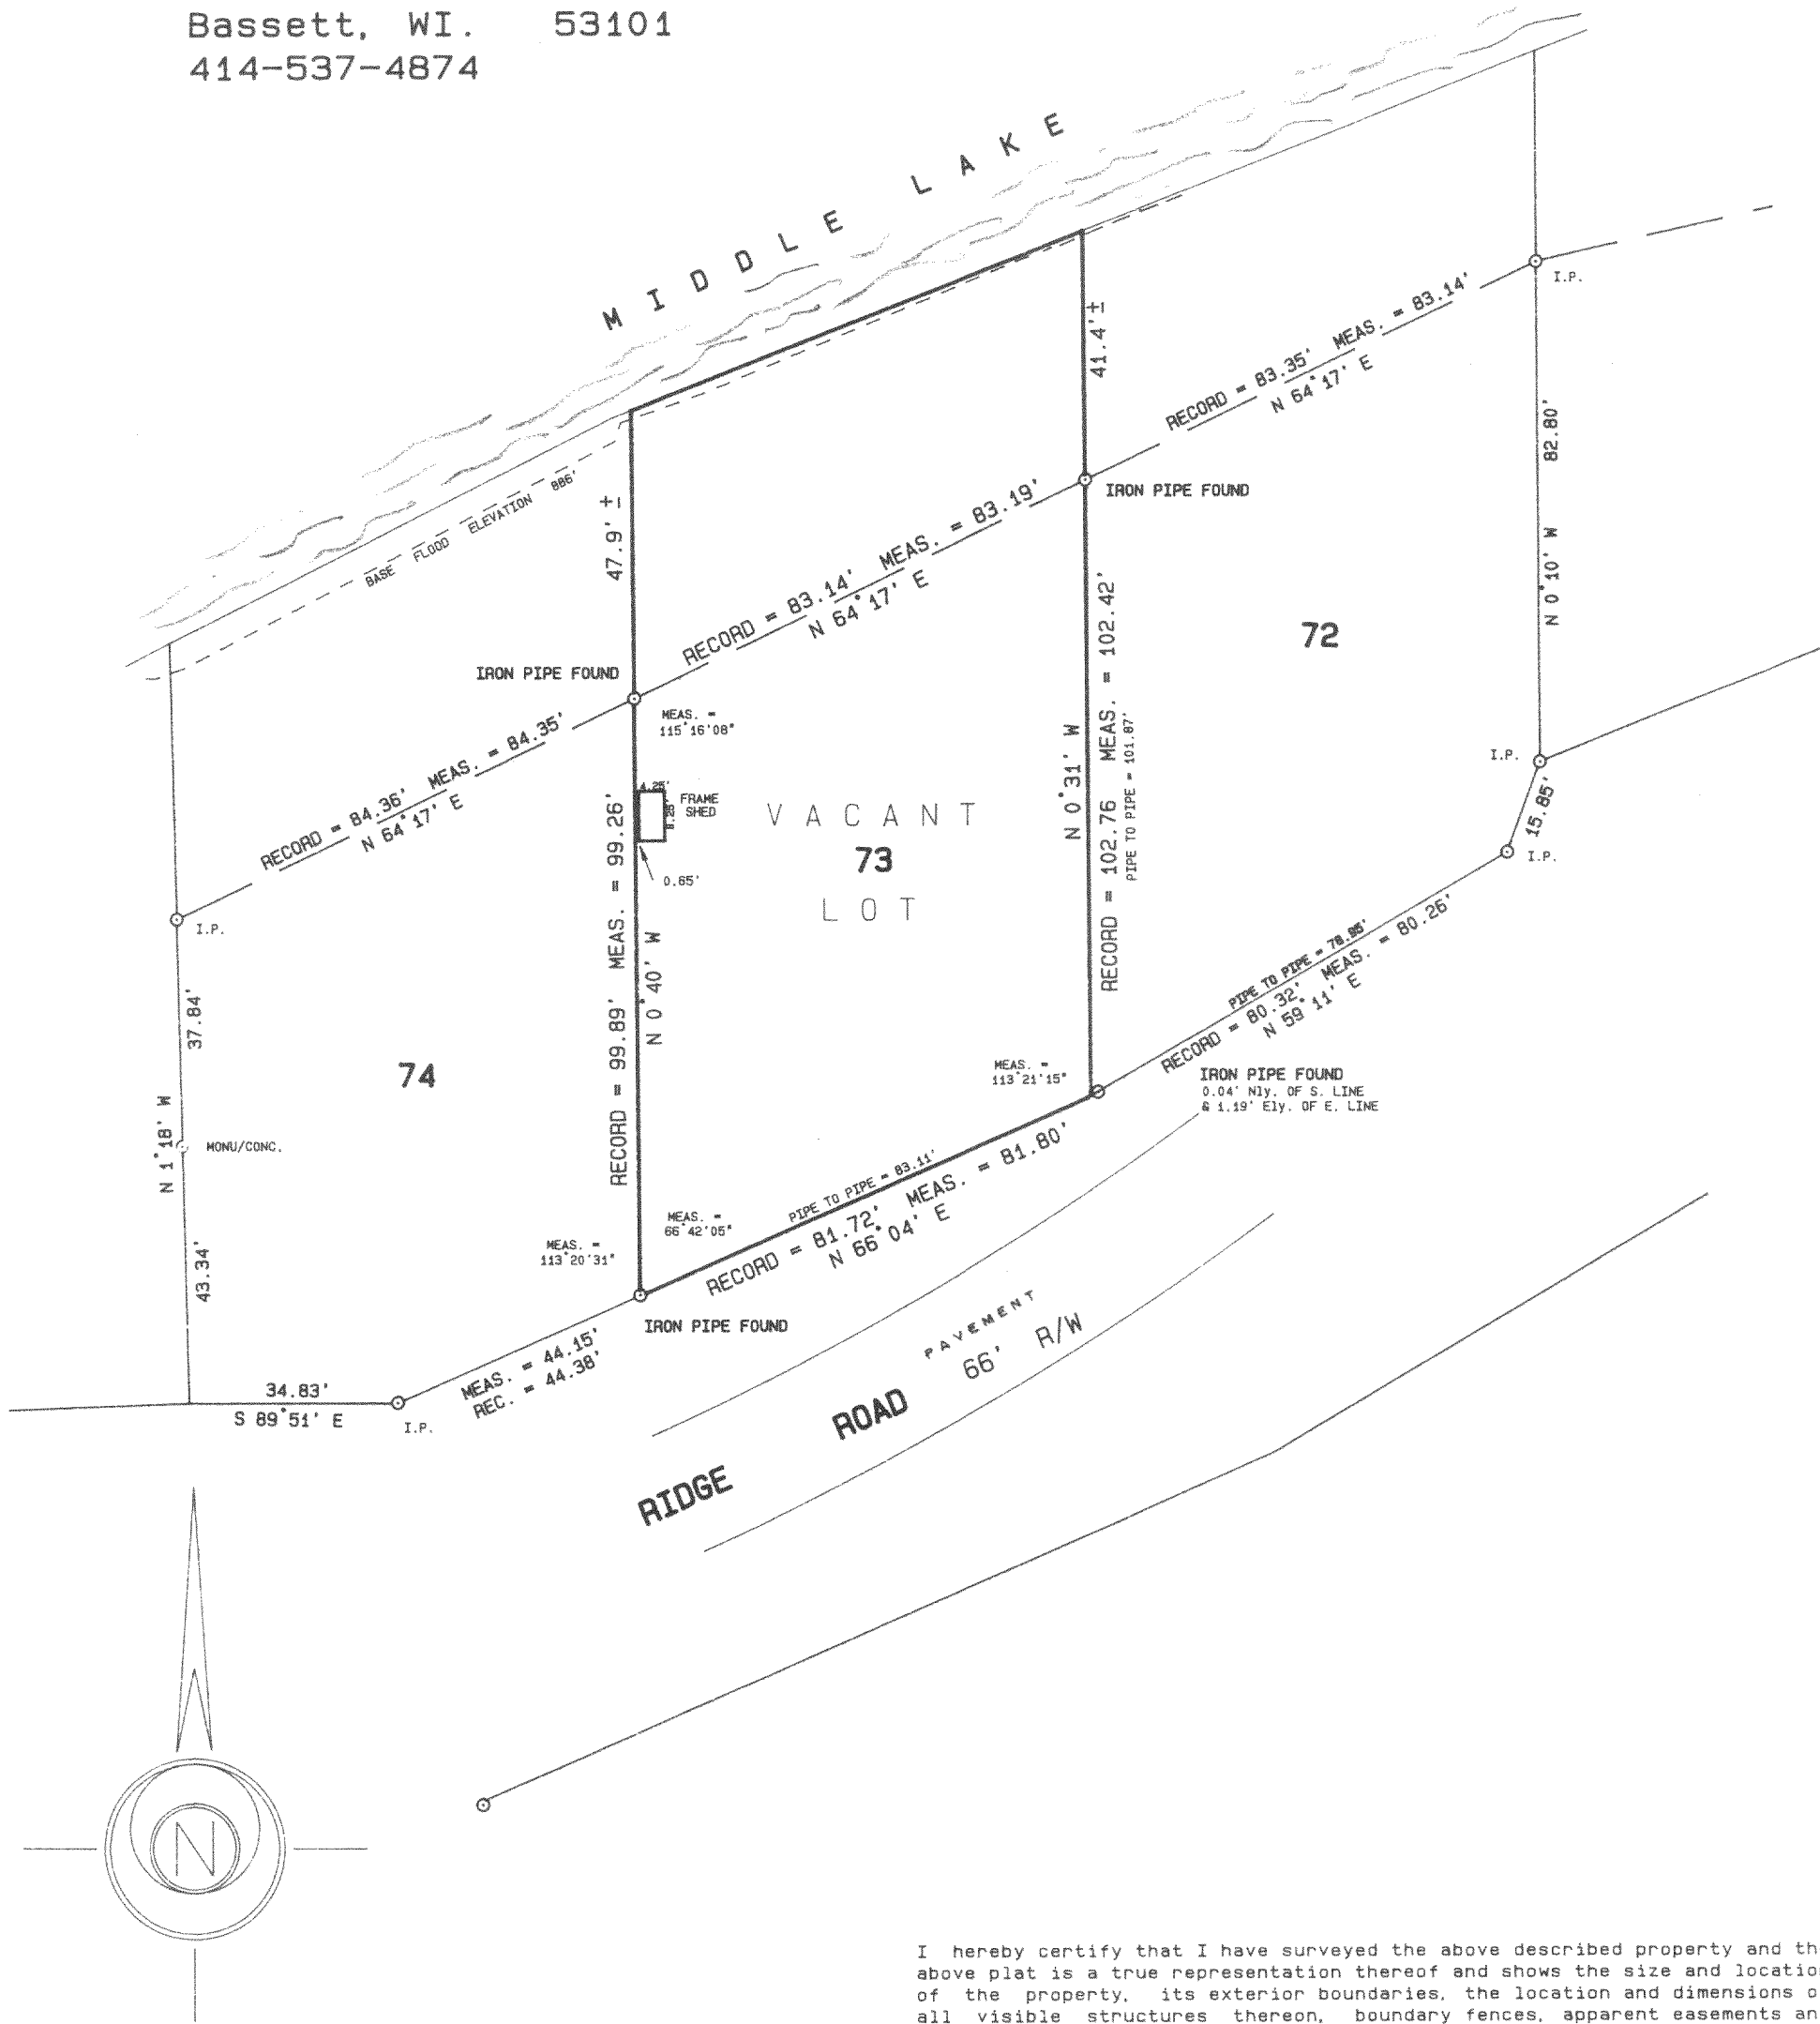 Bassett, WI. 53101
414-537-4874
MIDDLE LAKE
BASE FLOOD ELEVATION 886'
47.9' ±
41.4' ±
RECORD = 83.35' MEAS. = 83.14'
N 64°17' E
I.P.
82.80'
N 0°10' W
RECORD = 83.14' MEAS. = 83.19'
N 64°17' E
IRON PIPE FOUND
72
IRON PIPE FOUND
MEAS. =
115°16'08"
RECORD = 84.36' MEAS. = 84.35'
N 64°17' E
I.P.
4.25'
FRAME
SHED
0.65'
VACANT
73
LOT
RECORD = 99.89' MEAS. = 99.26'
N 0°40' W
N 0°31' W
RECORD = 102.76 MEAS. = 102.42'
PIPE TO PIPE = 101.87'
I.P.
15.85'
I.P.
PIPE TO PIPE = 78.95'
RECORD = 80.32' MEAS. = 80.26'
N 59°11' E
37.84'
74
N 1°18' W
MONU/CONC.
43.34'
MEAS. =
113°21'15"
IRON PIPE FOUND
0.04' Nly. OF S. LINE
& 1.19' Ely. OF E. LINE
MEAS. =
66°42'05"
MEAS. =
113°20'31"
PIPE TO PIPE = 83.11'
RECORD = 81.72' MEAS. = 81.80'
N 66°04' E
IRON PIPE FOUND
34.83'
S 89°51' E
I.P.
MEAS. = 44.15'
REC. = 44.38'
PAVEMENT
66' R/W
RIDGE ROAD
N
I hereby certify that I have surveyed the above described property and th
above plat is a true representation thereof and shows the size and locatio
of the property, its exterior boundaries, the location and dimensions o
all visible structures thereon, boundary fences, apparent easements an